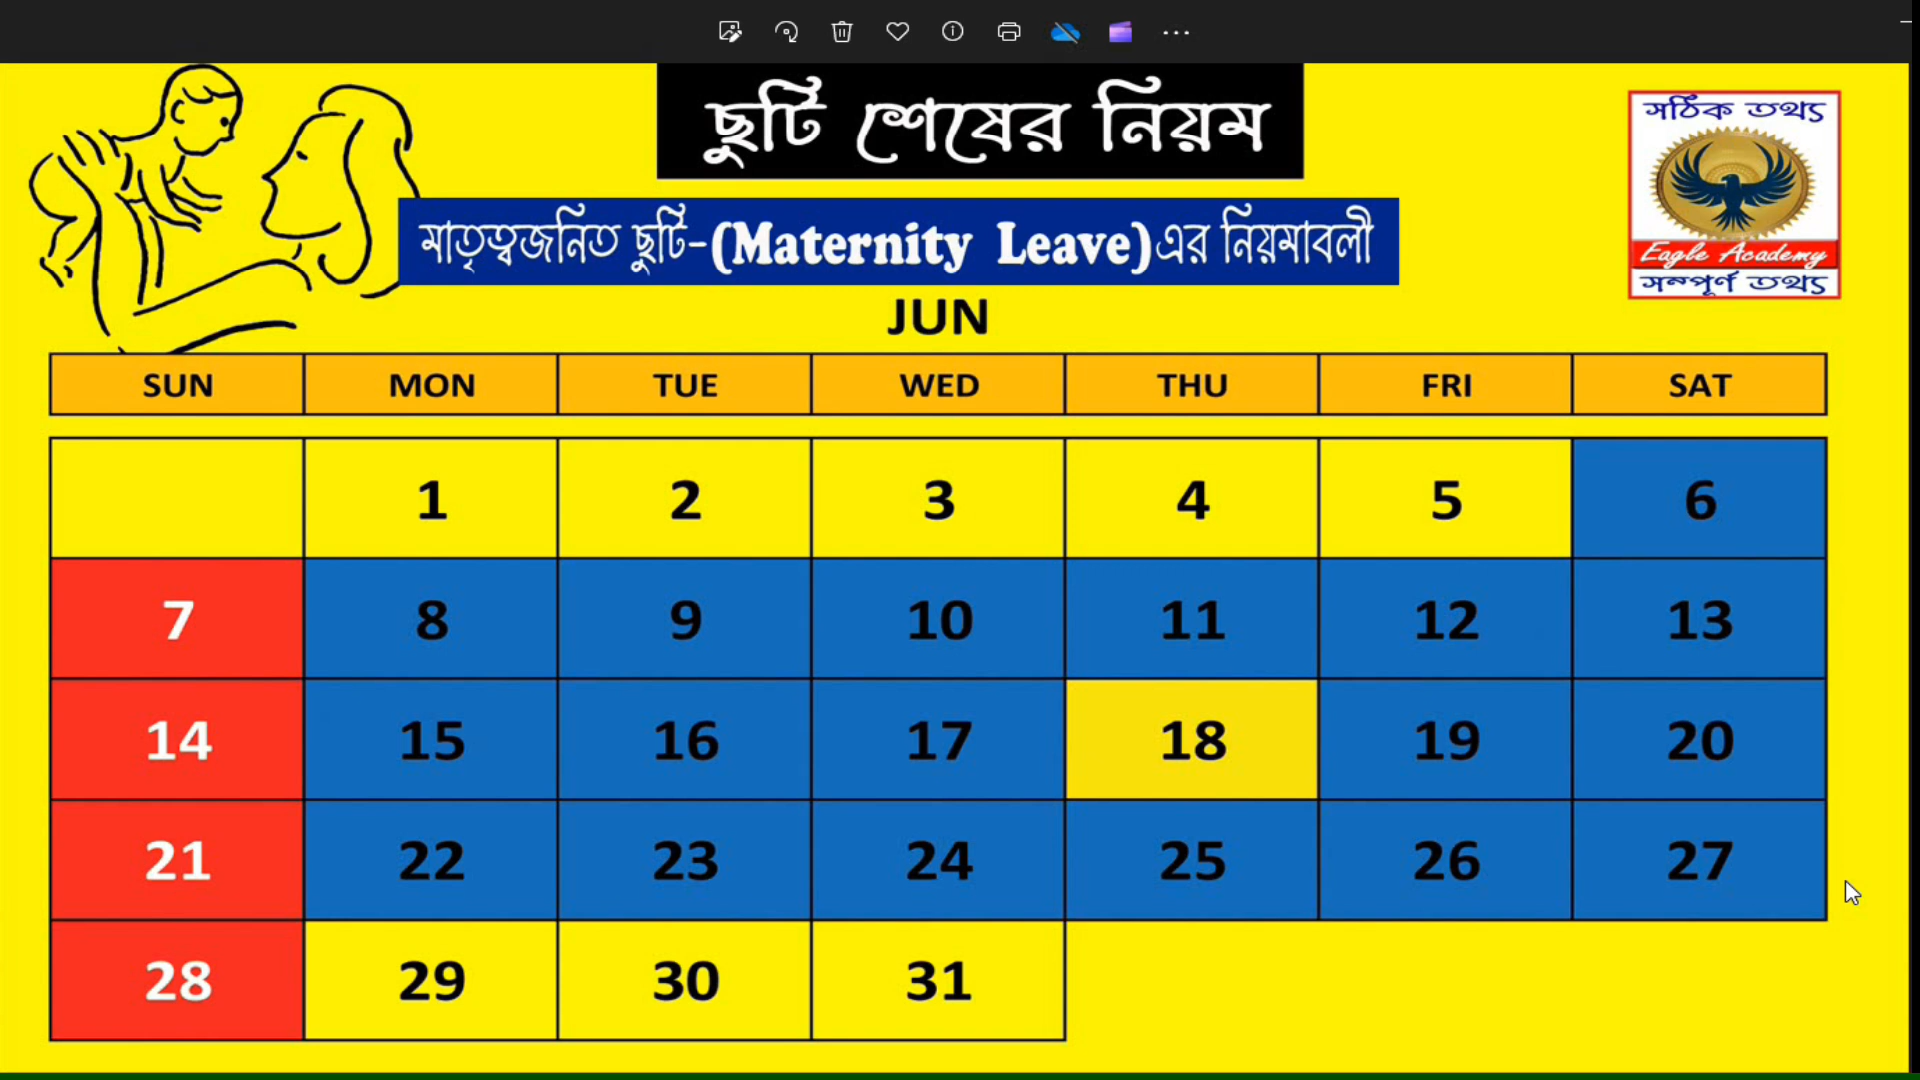 ছুটি শেষের নিয়ম
মাতৃত্বজনিত ছুটি-(Maternity Leave)এর নিয়মাবলী
সঠিক তথ্য
Eagle Academy
সম্পূর্ণ তথ্য
JUN
SUN MON TUE WED THU FRI SAT
1 2 3 4 5 6
7 8 9 10 11 12 13
14 15 16 17 18 19 20
21 22 23 24 25 26 27
28 29 30 31